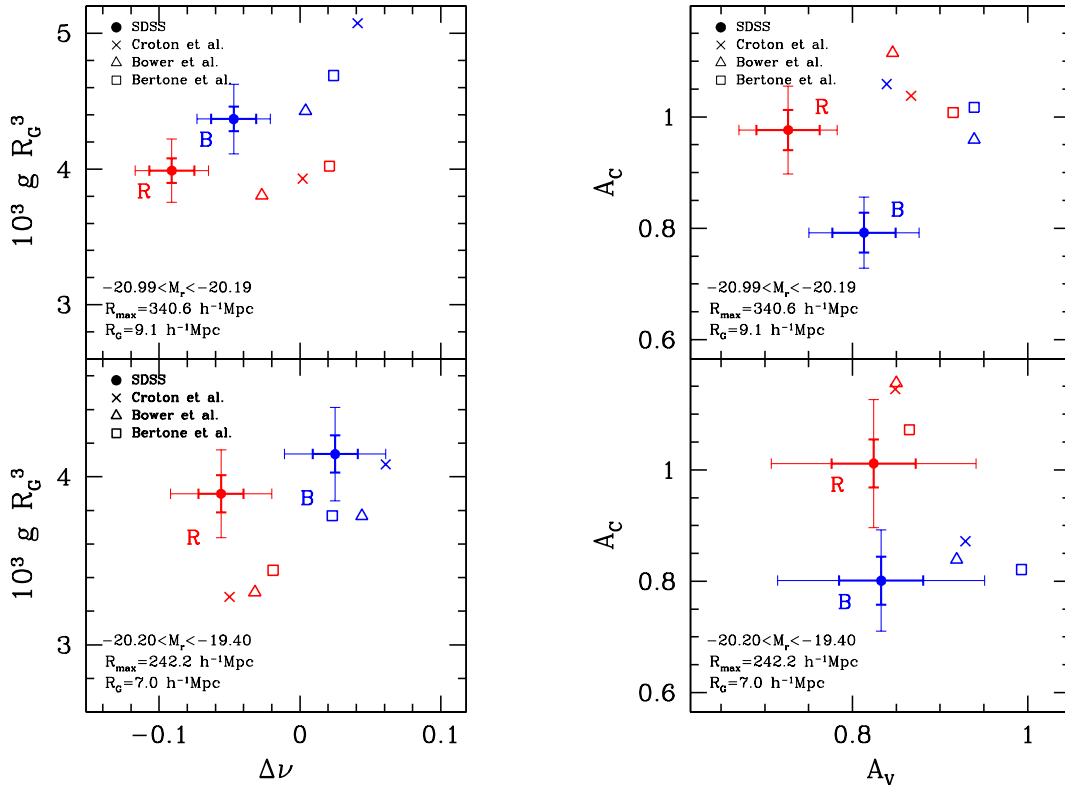 SDSS
Croton et al.
Bower et al.
Bertone et al.
5
4
3
10³ g R_G³
B
R
−20.99<M_r<−20.19
R_max=340.6 h⁻¹Mpc
R_G=9.1 h⁻¹Mpc
SDSS
Croton et al.
Bower et al.
Bertone et al.
4
3
10³ g R_G³
B
R
−20.20<M_r<−19.40
R_max=242.2 h⁻¹Mpc
R_G=7.0 h⁻¹Mpc
−0.1 0 0.1
Δν
SDSS
Croton et al.
Bower et al.
Bertone et al.
1
0.8
0.6
A_C
R
B
−20.99<M_r<−20.19
R_max=340.6 h⁻¹Mpc
R_G=9.1 h⁻¹Mpc
1
0.8
0.6
A_C
R
B
−20.20<M_r<−19.40
R_max=242.2 h⁻¹Mpc
R_G=7.0 h⁻¹Mpc
0.8 1
A_V